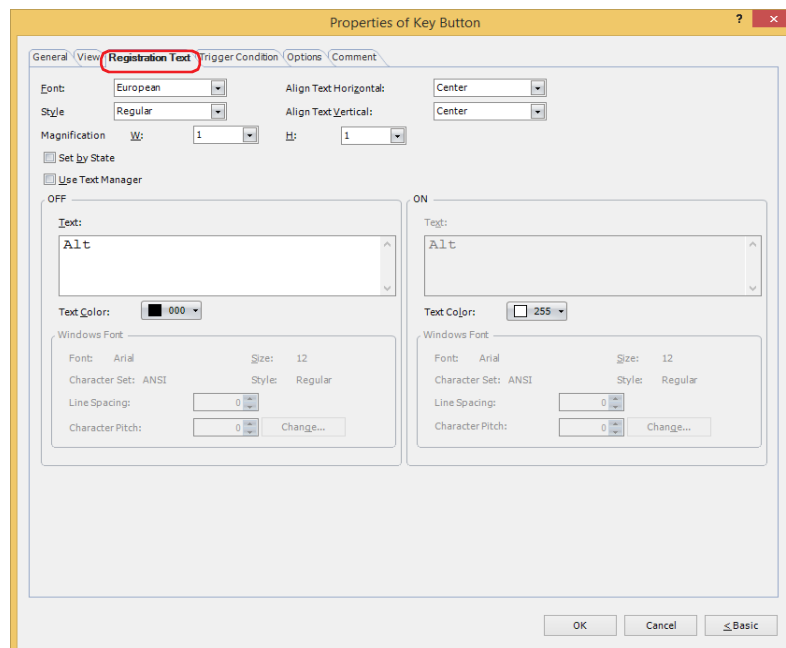 Properties of Key Button
? ×
General View Registration Text Trigger Condition Options Comment
Font: European Align Text Horizontal: Center
Style Regular Align Text Vertical: Center
Magnification W: 1 H: 1
Set by State
Use Text Manager
OFF
Text:
Alt
Text Color: 000
Windows Font
Font: Arial Size: 12
Character Set: ANSI Style: Regular
Line Spacing: 0
Character Pitch: 0 Change...
ON
Text:
Alt
Text Color: 255
Windows Font
Font: Arial Size: 12
Character Set: ANSI Style: Regular
Line Spacing: 0
Character Pitch: 0 Change...
OK Cancel < Basic